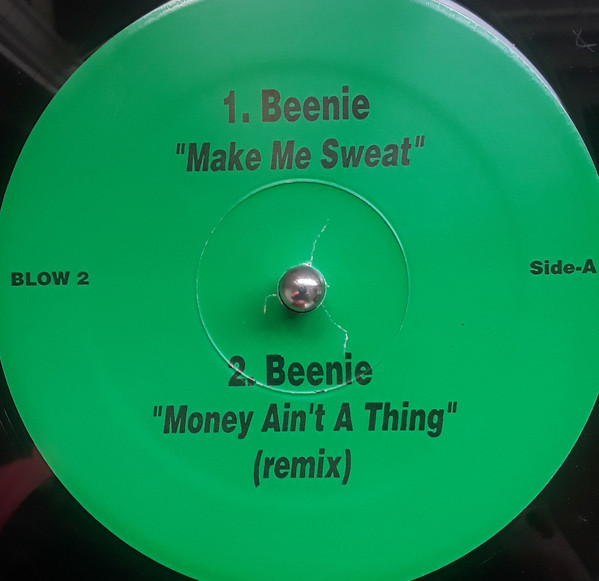 1. Beenie
"Make Me Sweat"
BLOW 2
Side-A
2. Beenie
"Money Ain't A Thing"
(remix)